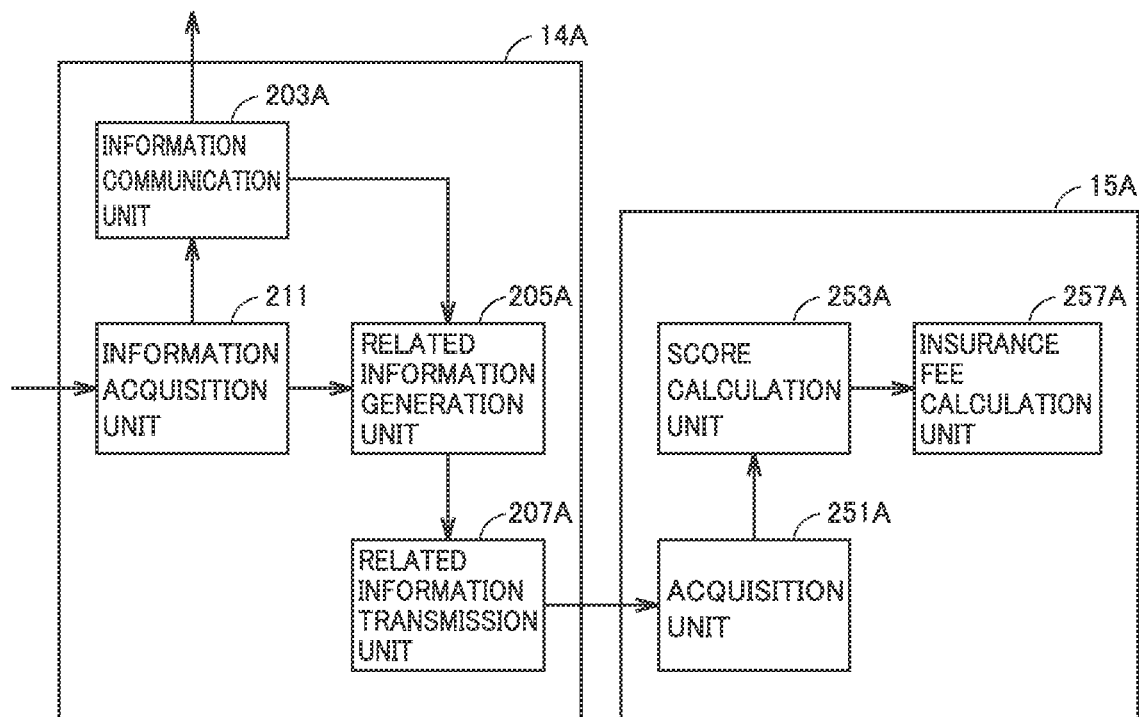 14A
203A
INFORMATION
COMMUNICATION
UNIT
15A
211
INFORMATION
ACQUISITION
UNIT
205A
RELATED
INFORMATION
GENERATION
UNIT
253A
SCORE
CALCULATION
UNIT
257A
INSURANCE
FEE
CALCULATION
UNIT
207A
RELATED
INFORMATION
TRANSMISSION
UNIT
251A
ACQUISITION
UNIT